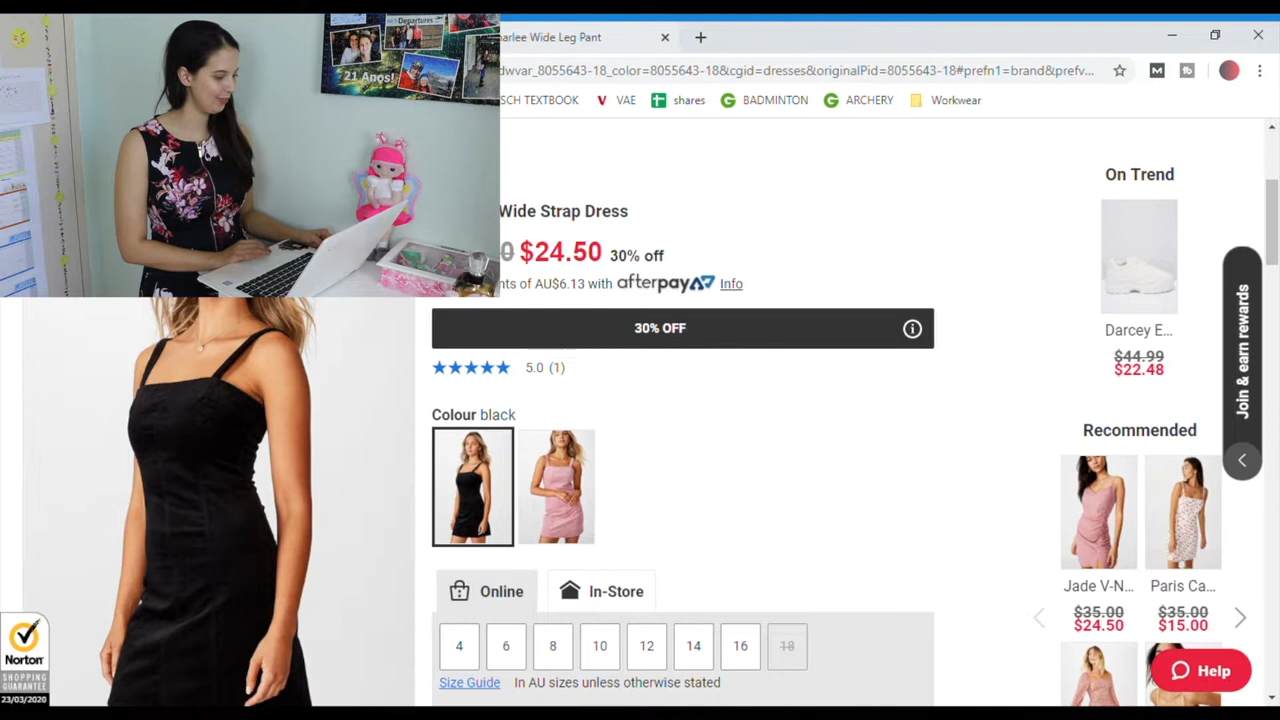 Departures
21 Anos!
arlee Wide Leg Pant
dwvar_8055643-18_color=8055643-18&cgid=dresses&originalPid=8055643-18#prefn1=brand&prefv...
SCH TEXTBOOK VAE shares BADMINTON ARCHERY Workwear
Wide Strap Dress
0 $24.50 30% off
nts of AU$6.13 with afterpay Info
30% OFF
5.0 (1)
Colour black
Online In-Store
4 6 8 10 12 14 16 18
Size Guide In AU sizes unless otherwise stated
On Trend
Darcey E...
$44.99
$22.48
Recommended
Jade V-N... Paris Ca...
$35.00 $35.00
$24.50 $15.00
Join & earn rewards
Help
Norton
SHOPPING
GUARANTEE
23/03/2020